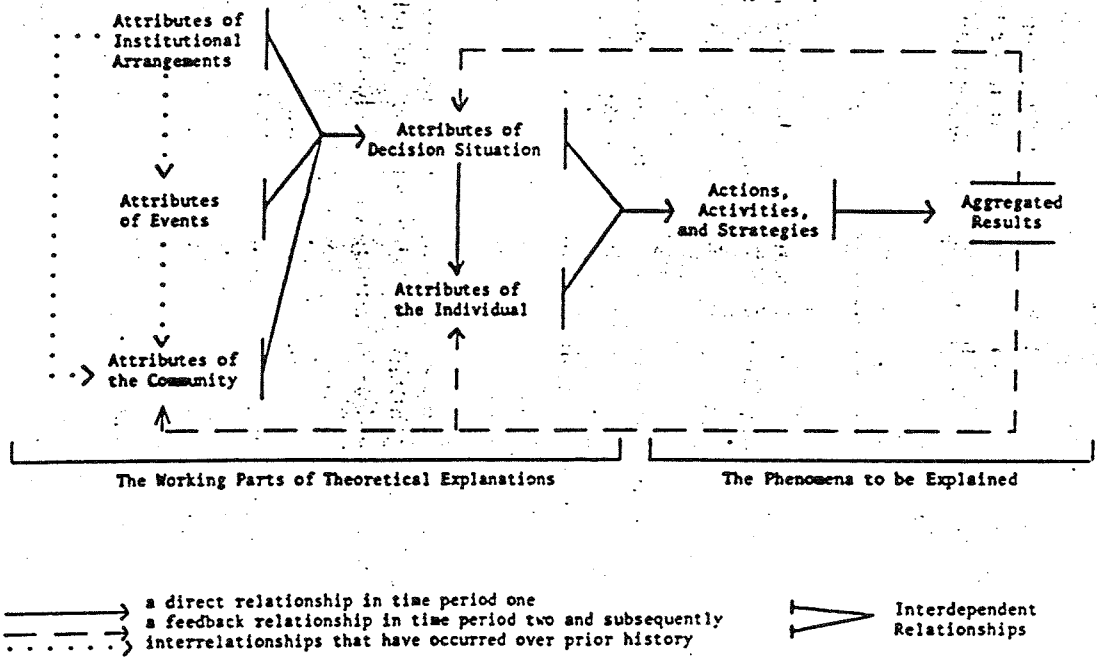 Attributes of
Institutional
Arrangements
Attributes of
Decision Situation
Attributes
of Events
Actions,
Activities,
and Strategies
Aggregated
Results
Attributes of
the Individual
Attributes of
the Community
The Working Parts of Theoretical Explanations
The Phenomena to be Explained
a direct relationship in time period one
a feedback relationship in time period two and subsequently
interrelationships that have occurred over prior history
Interdependent
Relationships